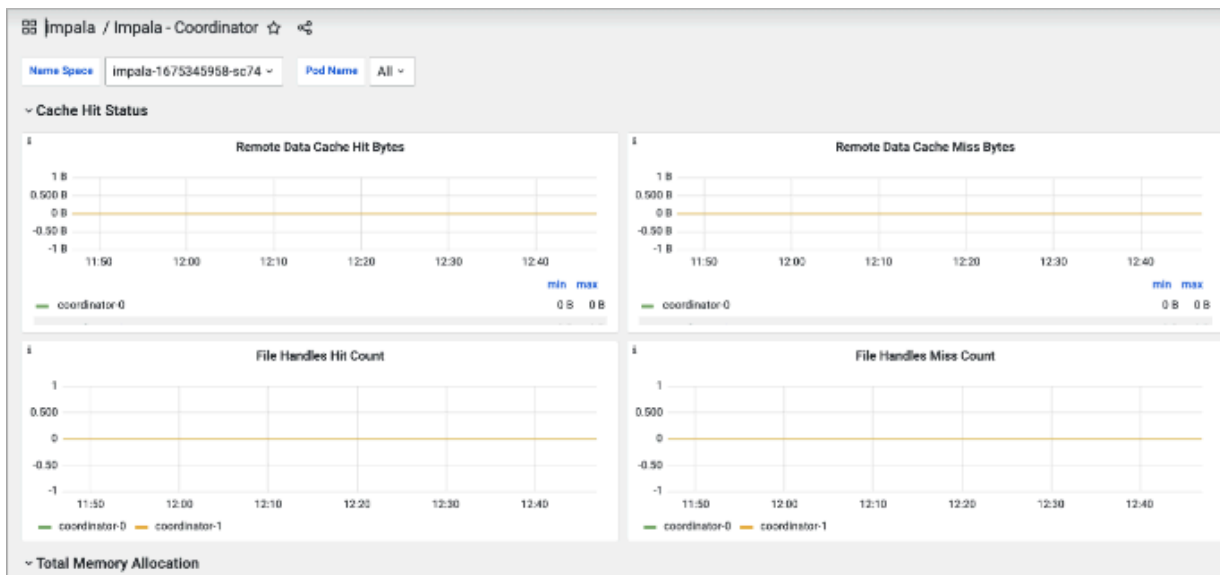 Impala / Impala - Coordinator
Name Space impala-1675345958-sc74 Pod Name All
Cache Hit Status
Remote Data Cache Hit Bytes
1 B
0.500 B
0 B
-0.50 B
-1 B
11:50 12:00 12:10 12:20 12:30 12:40
min max
coordinator-0 0 B 0 B
Remote Data Cache Miss Bytes
1 B
0.500 B
0 B
-0.50 B
-1 B
11:50 12:00 12:10 12:20 12:30 12:40
min max
coordinator-0 0 B 0 B
File Handles Hit Count
1
0.500
0
-0.50
-1
11:50 12:00 12:10 12:20 12:30 12:40
coordinator-0 coordinator-1
File Handles Miss Count
1
0.500
0
-0.50
-1
11:50 12:00 12:10 12:20 12:30 12:40
coordinator-0 coordinator-1
Total Memory Allocation